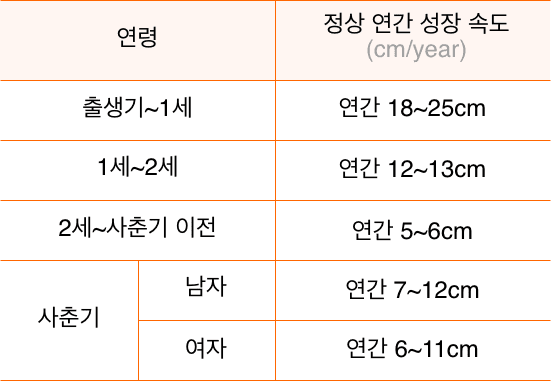 연령
정상 연간 성장 속도
(cm/year)
출생기~1세
연간 18~25cm
1세~2세
연간 12~13cm
2세~사춘기 이전
연간 5~6cm
사춘기
남자
연간 7~12cm
여자
연간 6~11cm